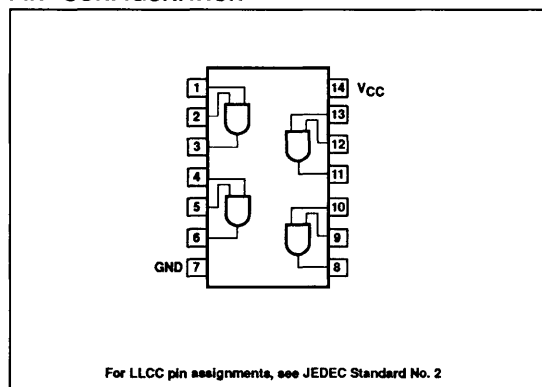 1 14 VCC
2 13
3 12
4 11
5 10
6 9
GND 7 8
For LLCC pin assignments, see JEDEC Standard No. 2